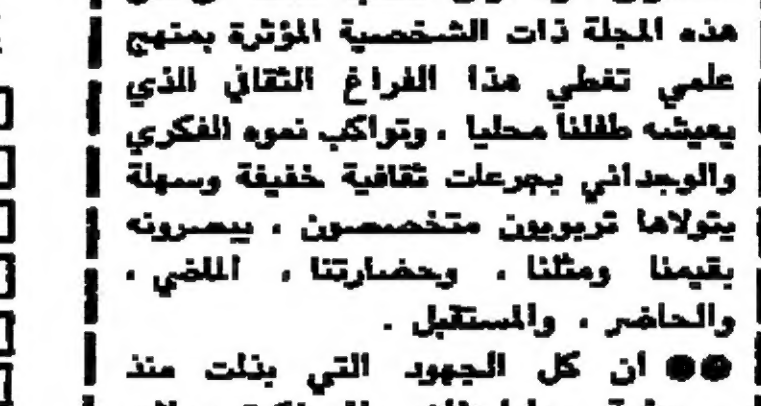 هذه المجلة ذات الشخصية المؤثرة بمنهج
علمي تغطي هذا الفراغ الثقافي الذي
يعيشه طفلنا محليا ، وتواكب نموه الفكري
والوجداني بجرعات ثقافية خفيفة وسهلة
يتولاها تربويون متخصصون ، يبصرونه
بقيمنا ومثلنا ، وحضارتنا ، الماضي ،
والحاضر ، والمستقبل .
●● ان كل الجهود التي بذلت منذ